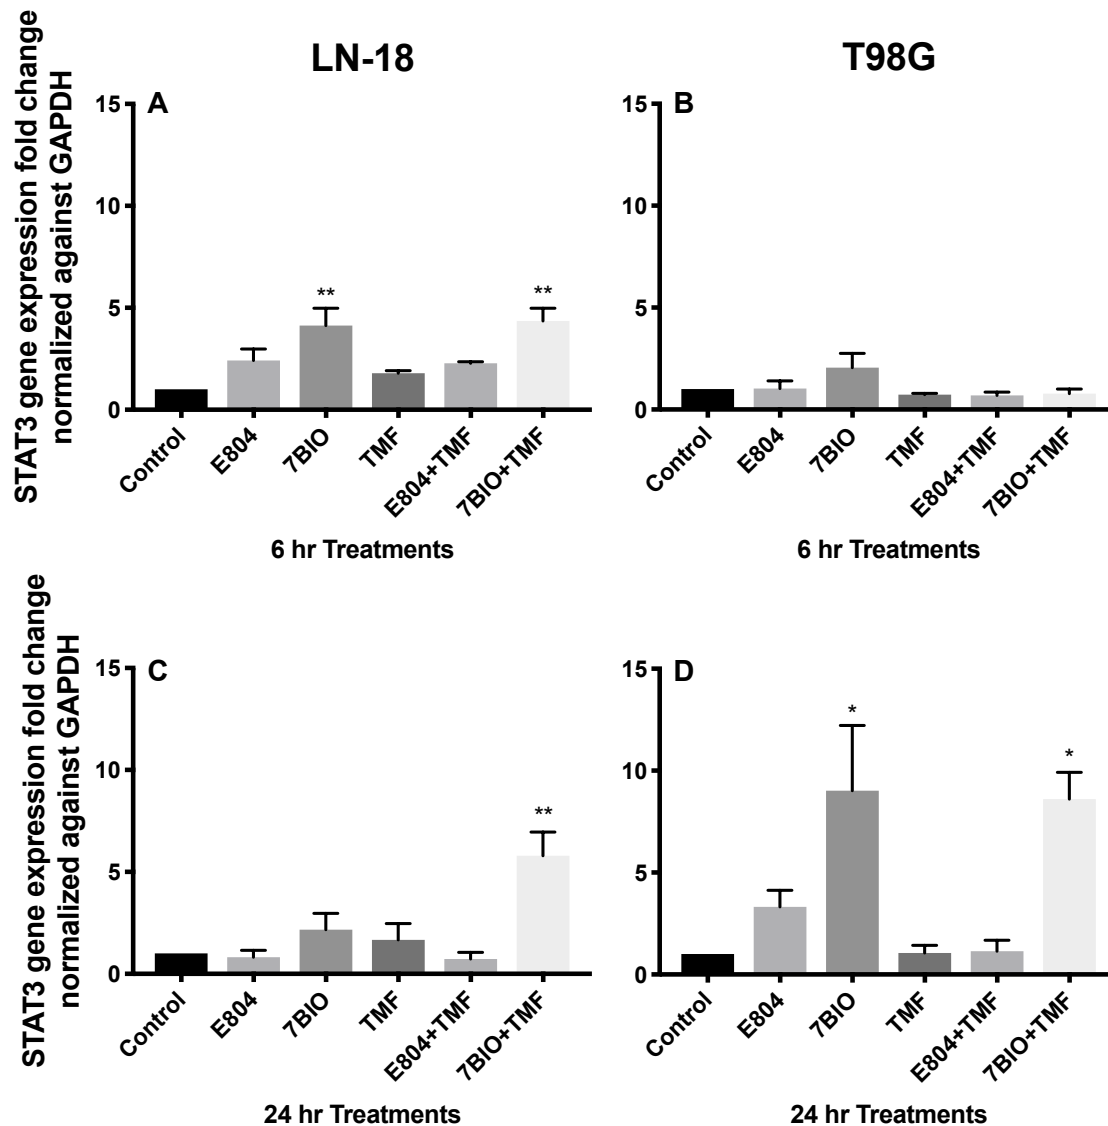 LN-18
T98G
STAT3 gene expression fold change
normalized against GAPDH
A
15
10
5
0
**
**
Control
E804
7BIO
TMF
E804+TMF
7BIO+TMF
6 hr Treatments
B
15
10
5
0
Control
E804
7BIO
TMF
E804+TMF
7BIO+TMF
6 hr Treatments
STAT3 gene expression fold change
normalized against GAPDH
C
15
10
5
0
**
Control
E804
7BIO
TMF
E804+TMF
7BIO+TMF
24 hr Treatments
D
15
10
5
0
*
*
Control
E804
7BIO
TMF
E804+TMF
7BIO+TMF
24 hr Treatments